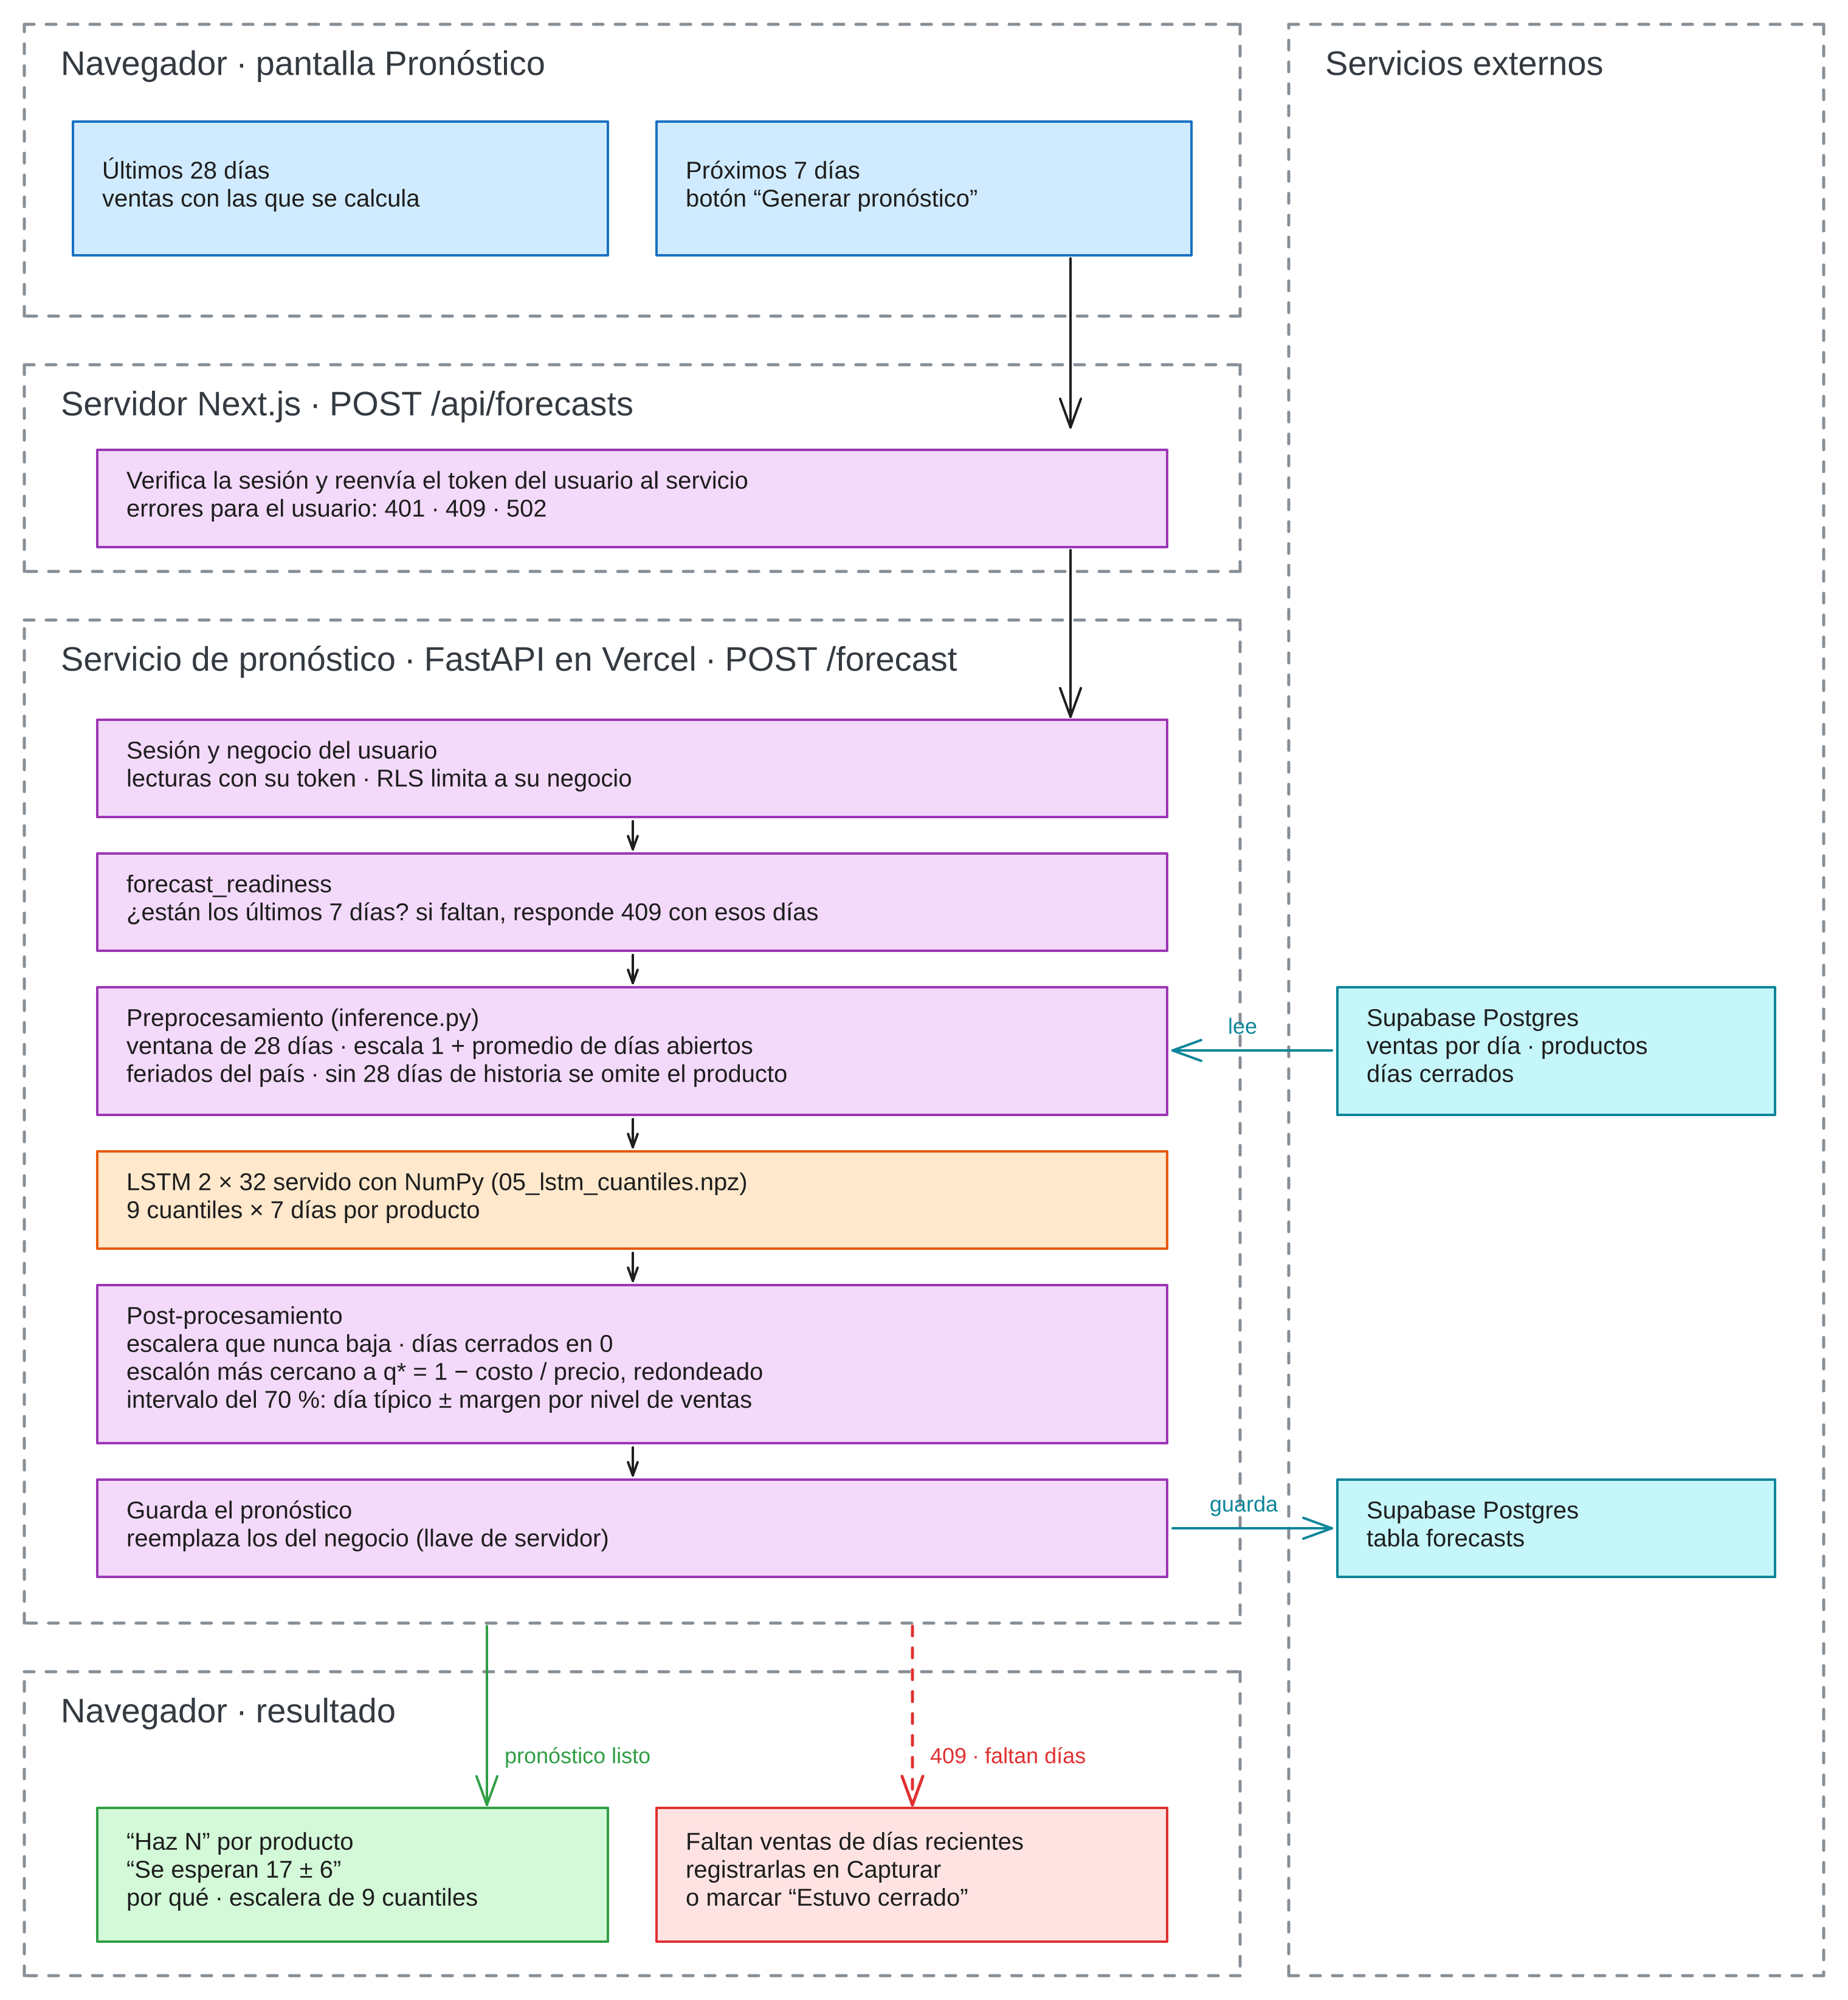 Navegador · pantalla Pronóstico
Servicios externos
Últimos 28 días
ventas con las que se calcula
Próximos 7 días
botón “Generar pronóstico”
Servidor Next.js · POST /api/forecasts
Verifica la sesión y reenvía el token del usuario al servicio
errores para el usuario: 401 · 409 · 502
Servicio de pronóstico · FastAPI en Vercel · POST /forecast
Sesión y negocio del usuario
lecturas con su token · RLS limita a su negocio
forecast_readiness
¿están los últimos 7 días? si faltan, responde 409 con esos días
Preprocesamiento (inference.py)
ventana de 28 días · escala 1 + promedio de días abiertos
feriados del país · sin 28 días de historia se omite el producto
lee
Supabase Postgres
ventas por día · productos
días cerrados
LSTM 2 × 32 servido con NumPy (05_lstm_cuantiles.npz)
9 cuantiles × 7 días por producto
Post-procesamiento
escalera que nunca baja · días cerrados en 0
escalón más cercano a q* = 1 − costo / precio, redondeado
intervalo del 70 %: día típico ± margen por nivel de ventas
Guarda el pronóstico
reemplaza los del negocio (llave de servidor)
guarda
Supabase Postgres
tabla forecasts
Navegador · resultado
pronóstico listo
409 · faltan días
“Haz N” por producto
“Se esperan 17 ± 6”
por qué · escalera de 9 cuantiles
Faltan ventas de días recientes
registrarlas en Capturar
o marcar “Estuvo cerrado”